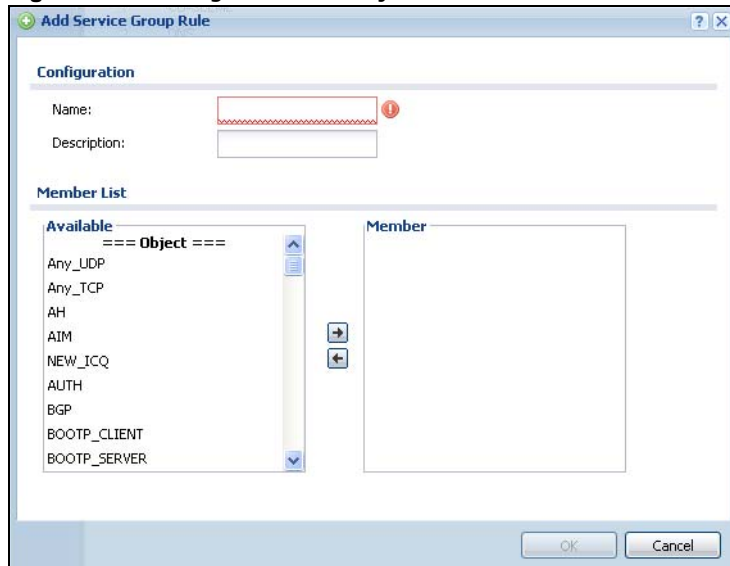 Add Service Group Rule
Configuration
Name:
Description:
Member List
Available
=== Object ===
Any_UDP
Any_TCP
AH
AIM
NEW_ICQ
AUTH
BGP
BOOTP_CLIENT
BOOTP_SERVER
Member
OK
Cancel